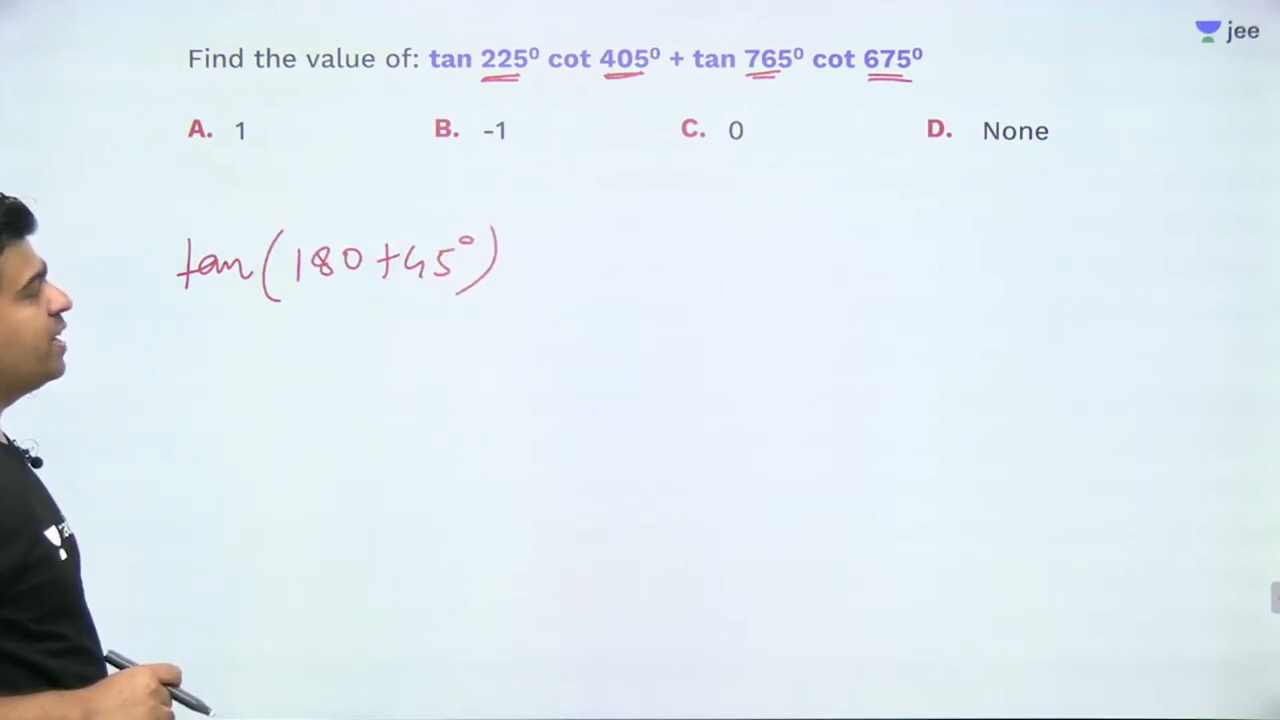 jee
Find the value of: tan 225⁰ cot 405⁰ + tan 765⁰ cot 675⁰
A. 1 B. -1 C. 0 D. None
tan(180+45°)